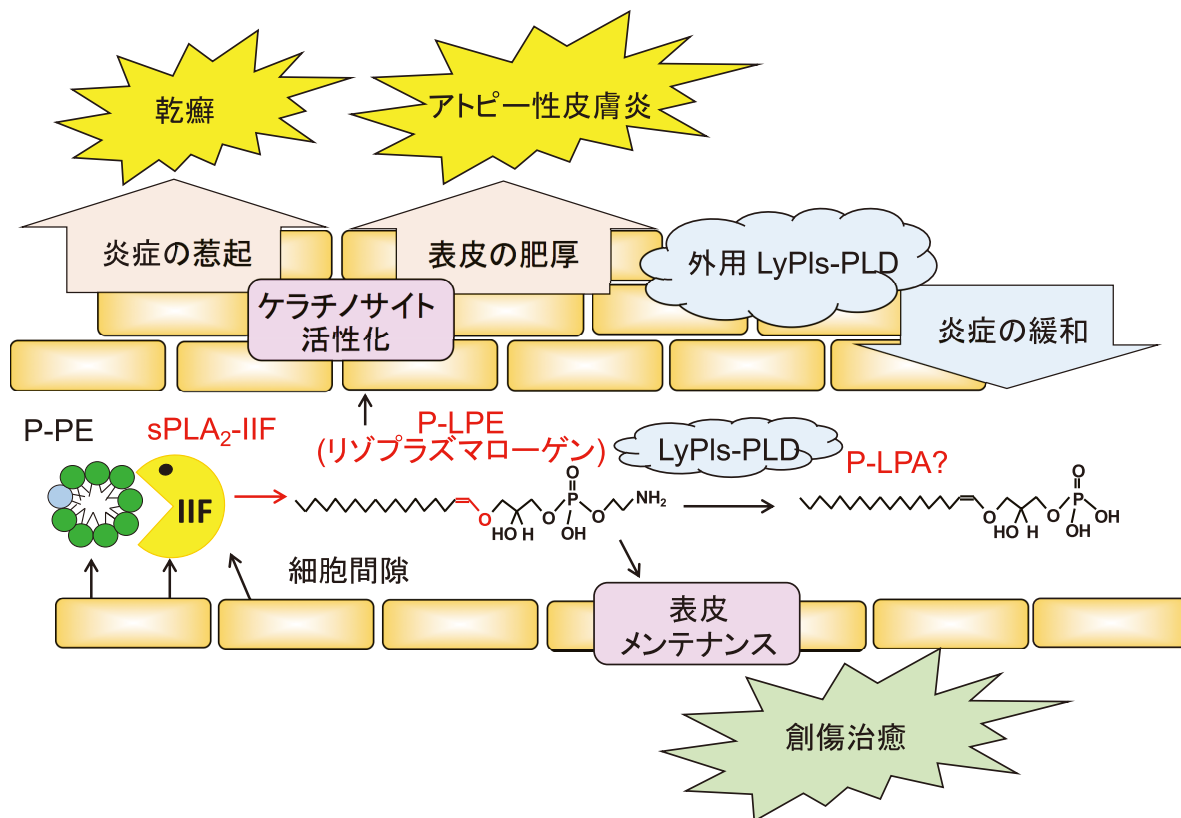 乾癬
アトピー性皮膚炎
炎症の惹起
表皮の肥厚
外用 LyPls-PLD
ケラチノサイト
活性化
炎症の緩和
P-PE
sPLA₂-IIF
P-LPE
(リゾプラズマローゲン)
LyPls-PLD
P-LPA?
IIF
O
HO H
O
P
O
OH
O
NH₂
O
HO H
O
P
O
OH
OH
細胞間隙
表皮
メンテナンス
創傷治癒